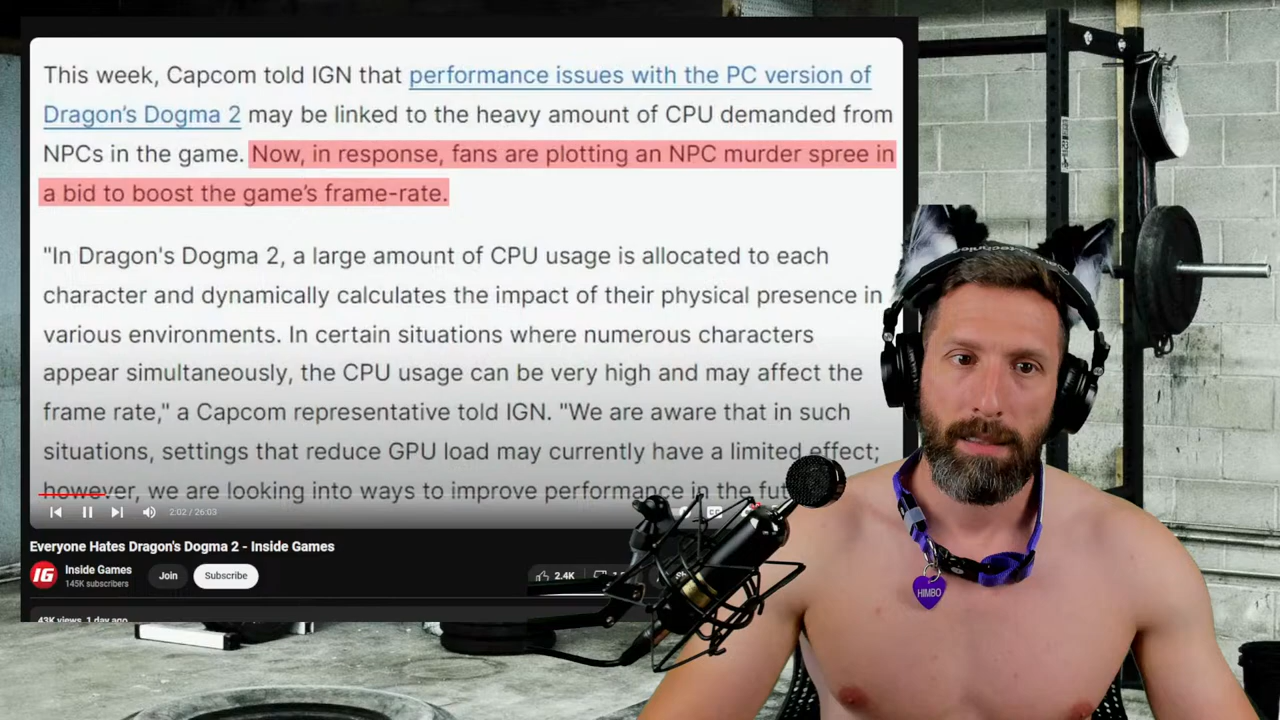 This week, Capcom told IGN that performance issues with the PC version of
Dragon's Dogma 2 may be linked to the heavy amount of CPU demanded from
NPCs in the game. Now, in response, fans are plotting an NPC murder spree in
a bid to boost the game's frame-rate.
"In Dragon's Dogma 2, a large amount of CPU usage is allocated to each
character and dynamically calculates the impact of their physical presence in
various environments. In certain situations where numerous characters
appear simultaneously, the CPU usage can be very high and may affect the
frame rate," a Capcom representative told IGN. "We are aware that in such
situations, settings that reduce GPU load may currently have a limited effect;
however, we are looking into ways to improve performance in the fut
2:02 / 26:03
CC
Everyone Hates Dragon's Dogma 2 - Inside Games
IG
Inside Games
145K subscribers
Join
Subscribe
2.4K
43K views 1 day ago
HIMBO